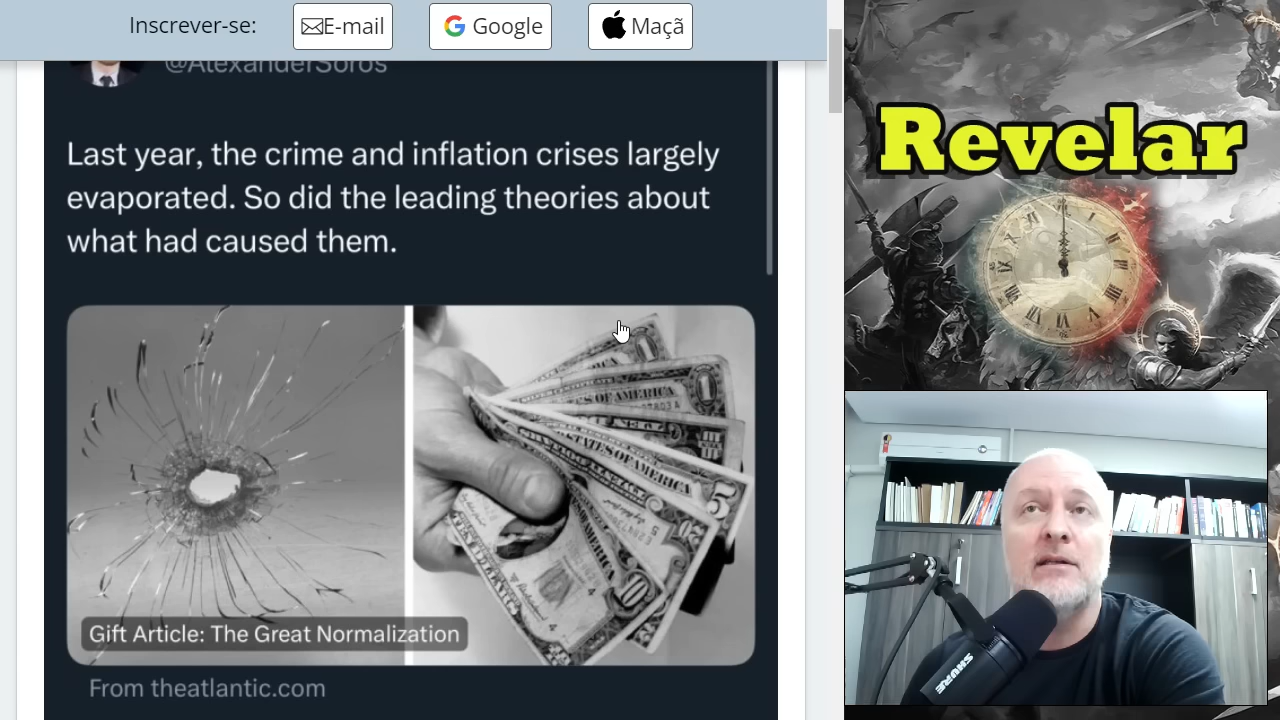 Inscrever-se:
E-mail
Google
Maçã
@AlexanderSoros
Last year, the crime and inflation crises largely
evaporated. So did the leading theories about
what had caused them.
Gift Article: The Great Normalization
From theatlantic.com
Revelar
SHURE